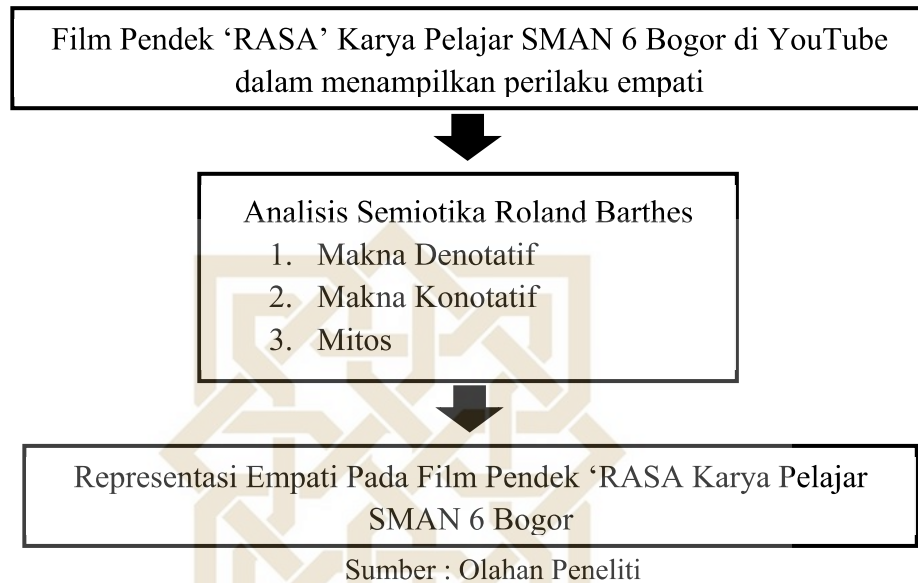 Film Pendek ‘RASA’ Karya Pelajar SMAN 6 Bogor di YouTube
dalam menampilkan perilaku empati
Analisis Semiotika Roland Barthes
1. Makna Denotatif
2. Makna Konotatif
3. Mitos
Representasi Empati Pada Film Pendek ‘RASA Karya Pelajar
SMAN 6 Bogor
Sumber : Olahan Peneliti